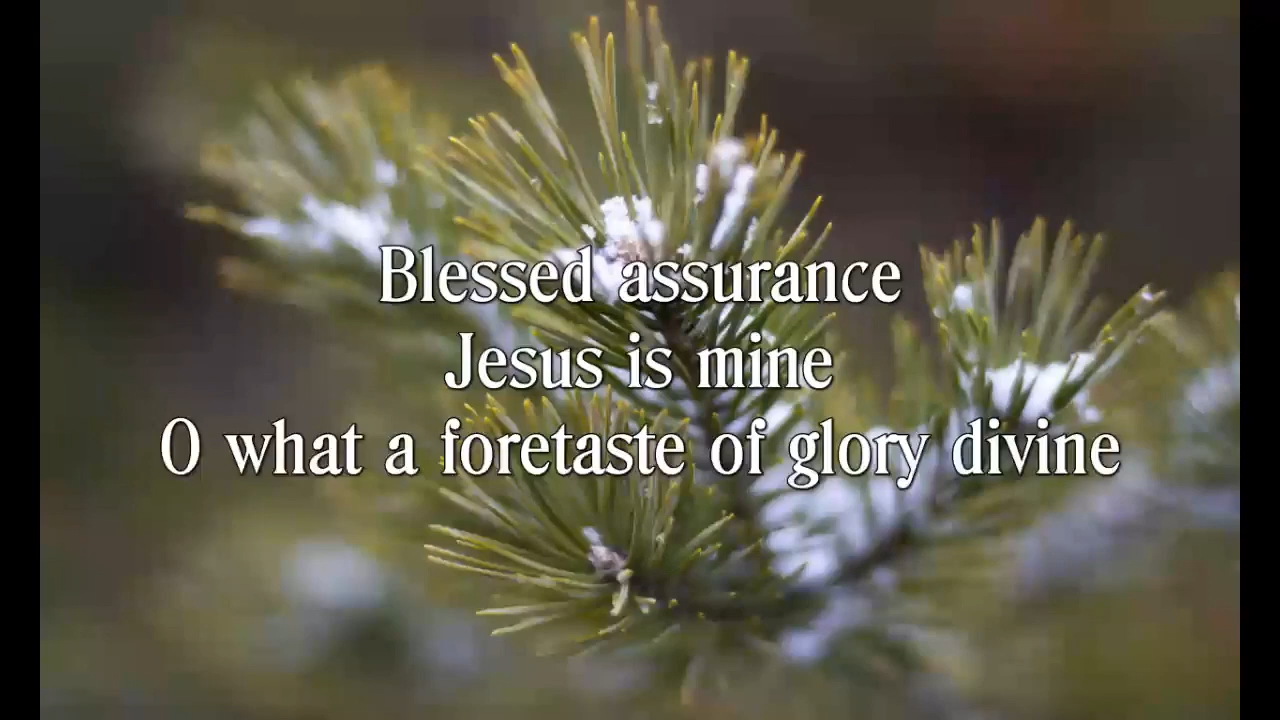 Blessed assurance
Jesus is mine
O what a foretaste of glory divine